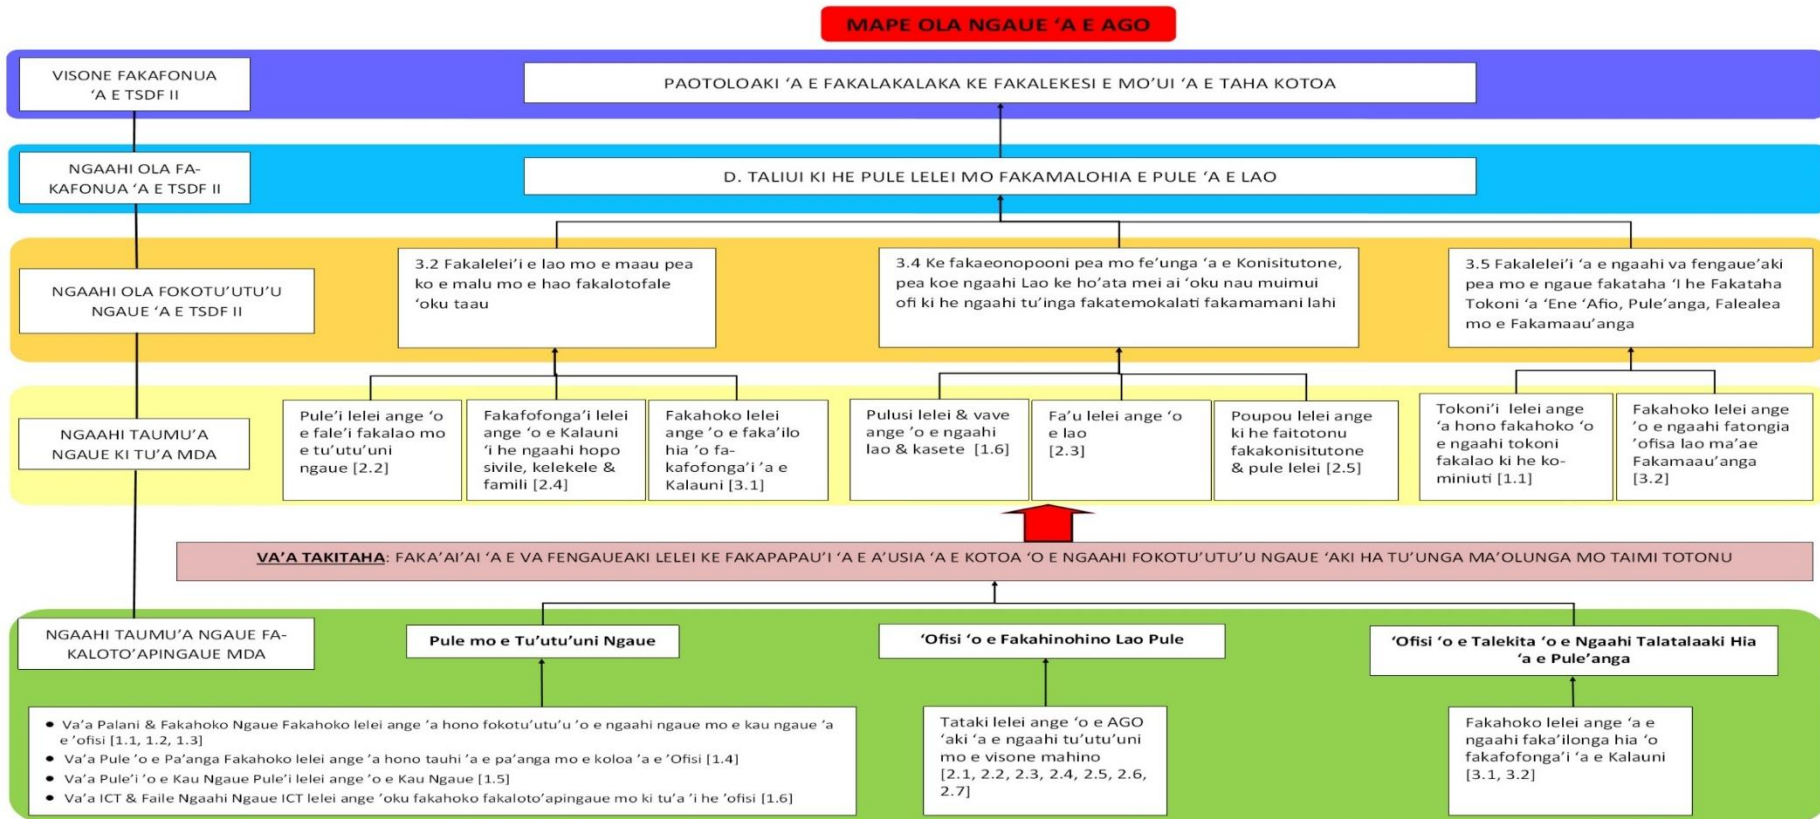 MAPE OLA NGAUE ‘A E AGO
VISONE FAKAFONUA
‘A E TSDF II
PAOTOLOAKI ‘A E FAKALAKALAKA KE FAKALEKESI E MO’UI ‘A E TAHA KOTOA
NGAAHI OLA FA-
KAFONUA ‘A E TSDF II
D. TALIUI KI HE PULE LELEI MO FAKAMALOHIA E PULE ‘A E LAO
NGAAHI OLA FOKOTU’UTU’U
NGAUE ‘A E TSDF II
3.2 Fakalelei’i e lao mo e maau pea
ko e malu mo e hao fakalotofale
‘oku taau
3.4 Ke fakaeonopooni pea mo fe’unga ‘a e Konisitutone,
pea koe ngaahi Lao ke ho’ata mei ai ‘oku nau muimui
ofi ki he ngaahi tu’inga fakatemokalati fakamamani lahi
3.5 Fakalelei’i ‘a e ngaahi va fengaue’aki
pea mo e ngaue fakataha ‘I he Fakataha
Tokoni ‘a ‘Ene ‘Afio, Pule’anga, Falealea
mo e Fakamaau’anga
NGAAHI TAUMU’A
NGAUE KI TU’A MDA
Pule’i lelei ange ‘o
e fale’i fakalao mo
e tu’utu’uni
ngaue [2.2]
Fakafofonga’i lelei
ange ‘o e Kalauni
‘i he ngaahi hopo
sivile, kelekele &
famili [2.4]
Fakahoko lelei
ange ’o e faka’ilo
hia ’o fa-
kafofonga’i ’a e
Kalauni [3.1]
Pulusi lelei & vave
ange ’o e ngaahi
lao & kasete [1.6]
Fa’u lelei ange ‘o
e lao
[2.3]
Poupou lelei ange
ki he faitotonu
fakakonisitutone
& pule lelei [2.5]
Tokoni’i lelei ange
‘a hono fakahoko ‘o
e ngaahi tokoni
fakalao ki he ko-
miniuti [1.1]
Fakahoko lelei ange
’o e ngaahi fatongia
’ofisa lao ma’ae
Fakamaau’anga
[3.2]
VA’A TAKITAHA: FAKA’AI’AI ‘A E VA FENGAUEAKI LELEI KE FAKAPAPAU’I ‘A E A’USIA ‘A E KOTOA ‘O E NGAAHI FOKOTU’UTU’U NGAUE ‘AKI HA TU’UNGA MA’OLUNGA MO TAIMI TOTONU
NGAAHI TAUMU’A NGAUE FA-
KALOTO’APINGAUE MDA
Pule mo e Tu’utu’uni Ngaue
‘Ofisi ‘o e Fakahinohino Lao Pule
‘Ofisi ‘o e Talekita ‘o e Ngaahi Talatalaaki Hia
‘a e Pule’anga
● Va’a Palani & Fakahoko Ngaue Fakahoko lelei ange ’a hono fokotu’utu’u ’o e ngaahi ngaue mo e kau ngaue ’a
e ’ofisi [1.1, 1.2, 1.3]
● Va’a Pule ’o e Pa’anga Fakahoko lelei ange ’a hono tauhi ’a e pa’anga mo e koloa ’a e ’Ofisi [1.4]
● Va’a Pule’i ’o e Kau Ngaue Pule’i lelei ange ’o e Kau Ngaue [1.5]
● Va’a ICT & Faile Ngaahi Ngaue ICT lelei ange ’oku fakahoko fakaloto’apingaue mo ki tu’a ’i he ’ofisi [1.6]
Tataki lelei ange ‘o e AGO
‘aki ‘a e ngaahi tu’utu’uni
mo e visone mahino
[2.1, 2.2, 2.3, 2.4, 2.5, 2.6,
2.7]
Fakahoko lelei ange ‘a e
ngaahi faka’ilonga hia ‘o
fakafofonga’i ‘a e Kalauni
[3.1, 3.2]